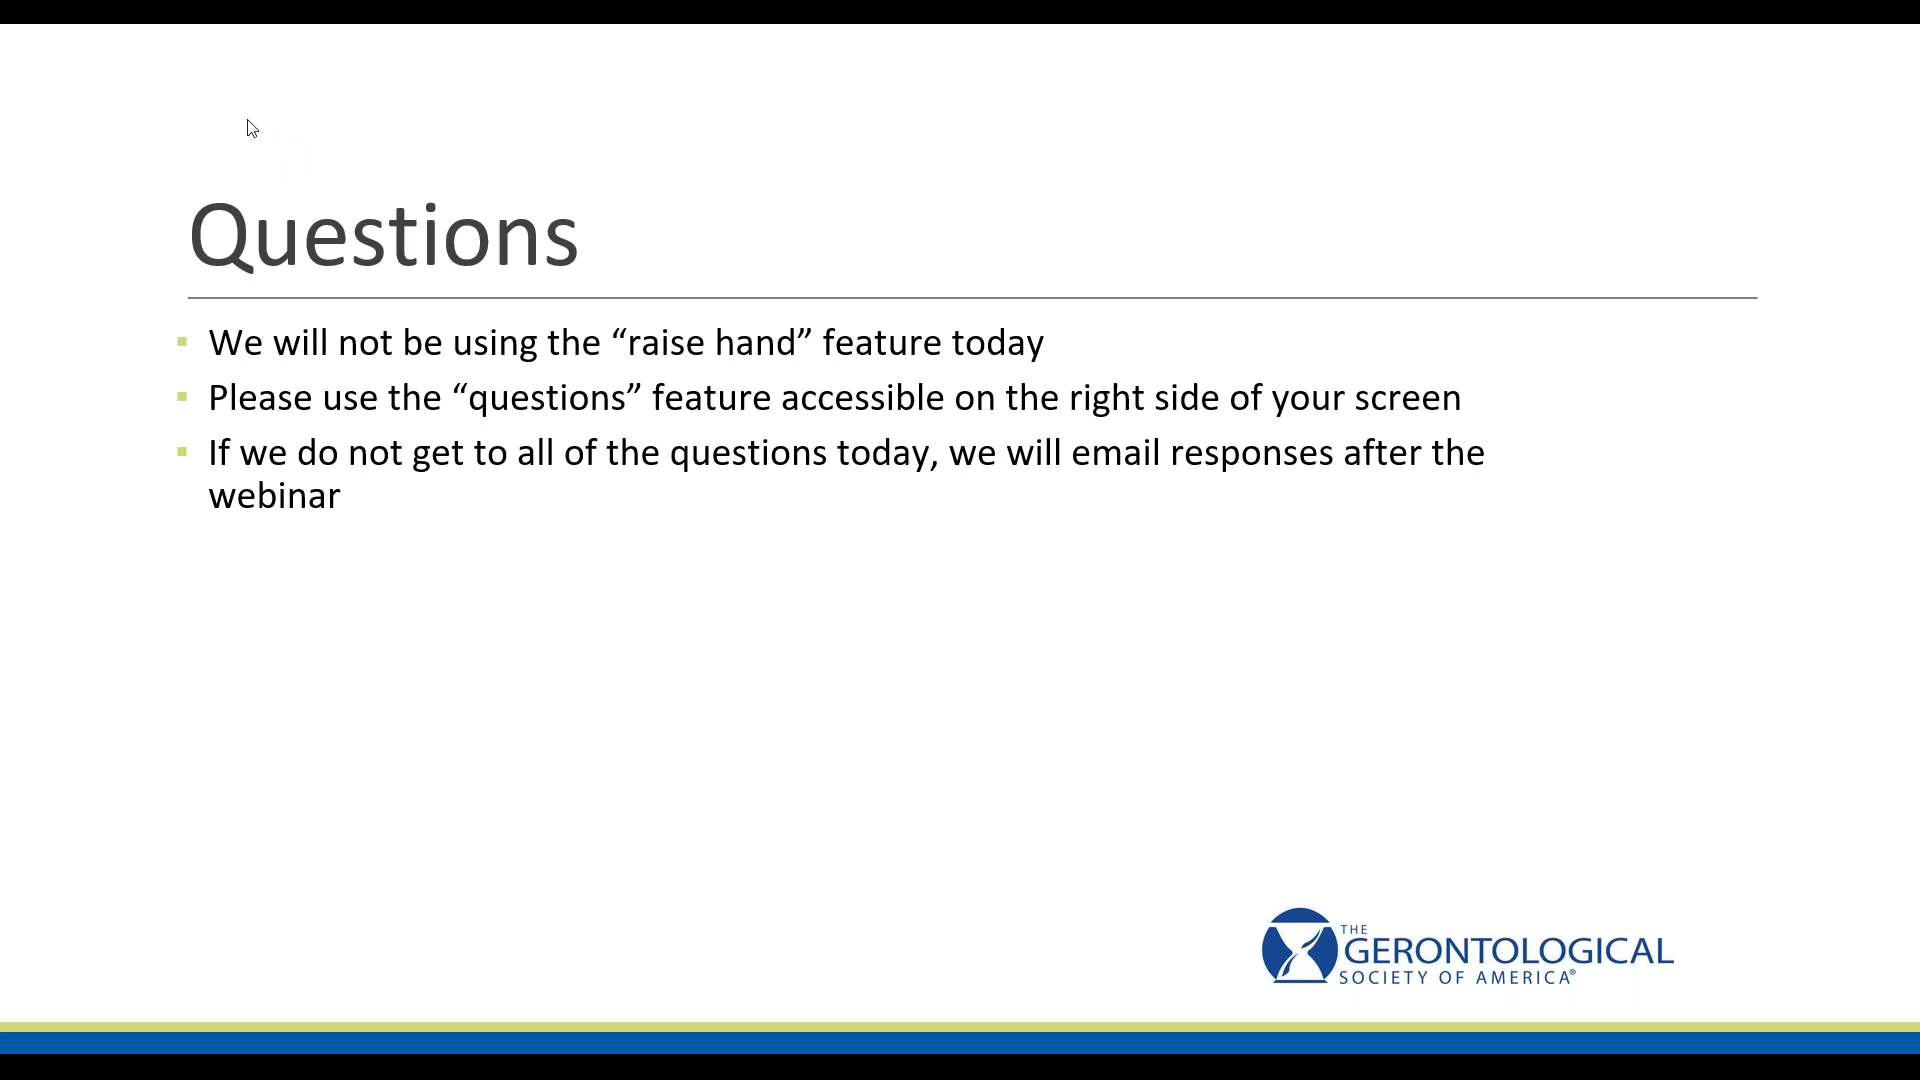 Questions
▪ We will not be using the “raise hand” feature today
▪ Please use the “questions” feature accessible on the right side of your screen
▪ If we do not get to all of the questions today, we will email responses after the
webinar
THE
GERONTOLOGICAL
SOCIETY OF AMERICA®